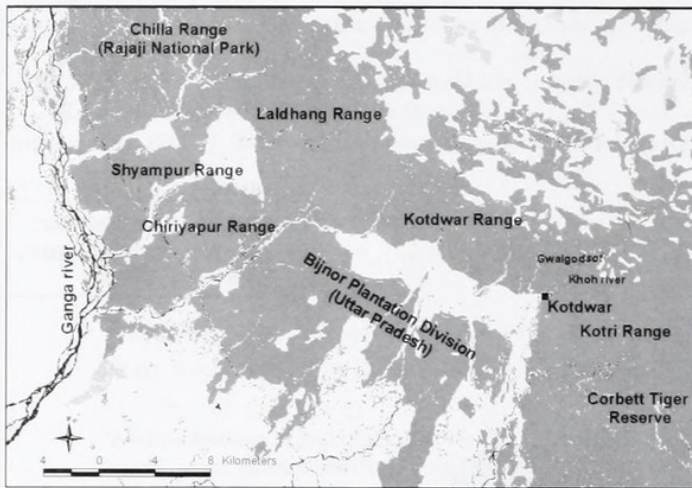 Chilla Range
(Rajaji National Park)
Laldhang Range
Shyampur Range
Chiriyapur Range
Kotdwar Range
Ganga river
Bijnor Plantation Division
(Uttar Pradesh)
Gwalgodsot
Khoh river
Kotdwar
Kotri Range
Corbett Tiger
Reserve
4 0 4 8 Kilometers